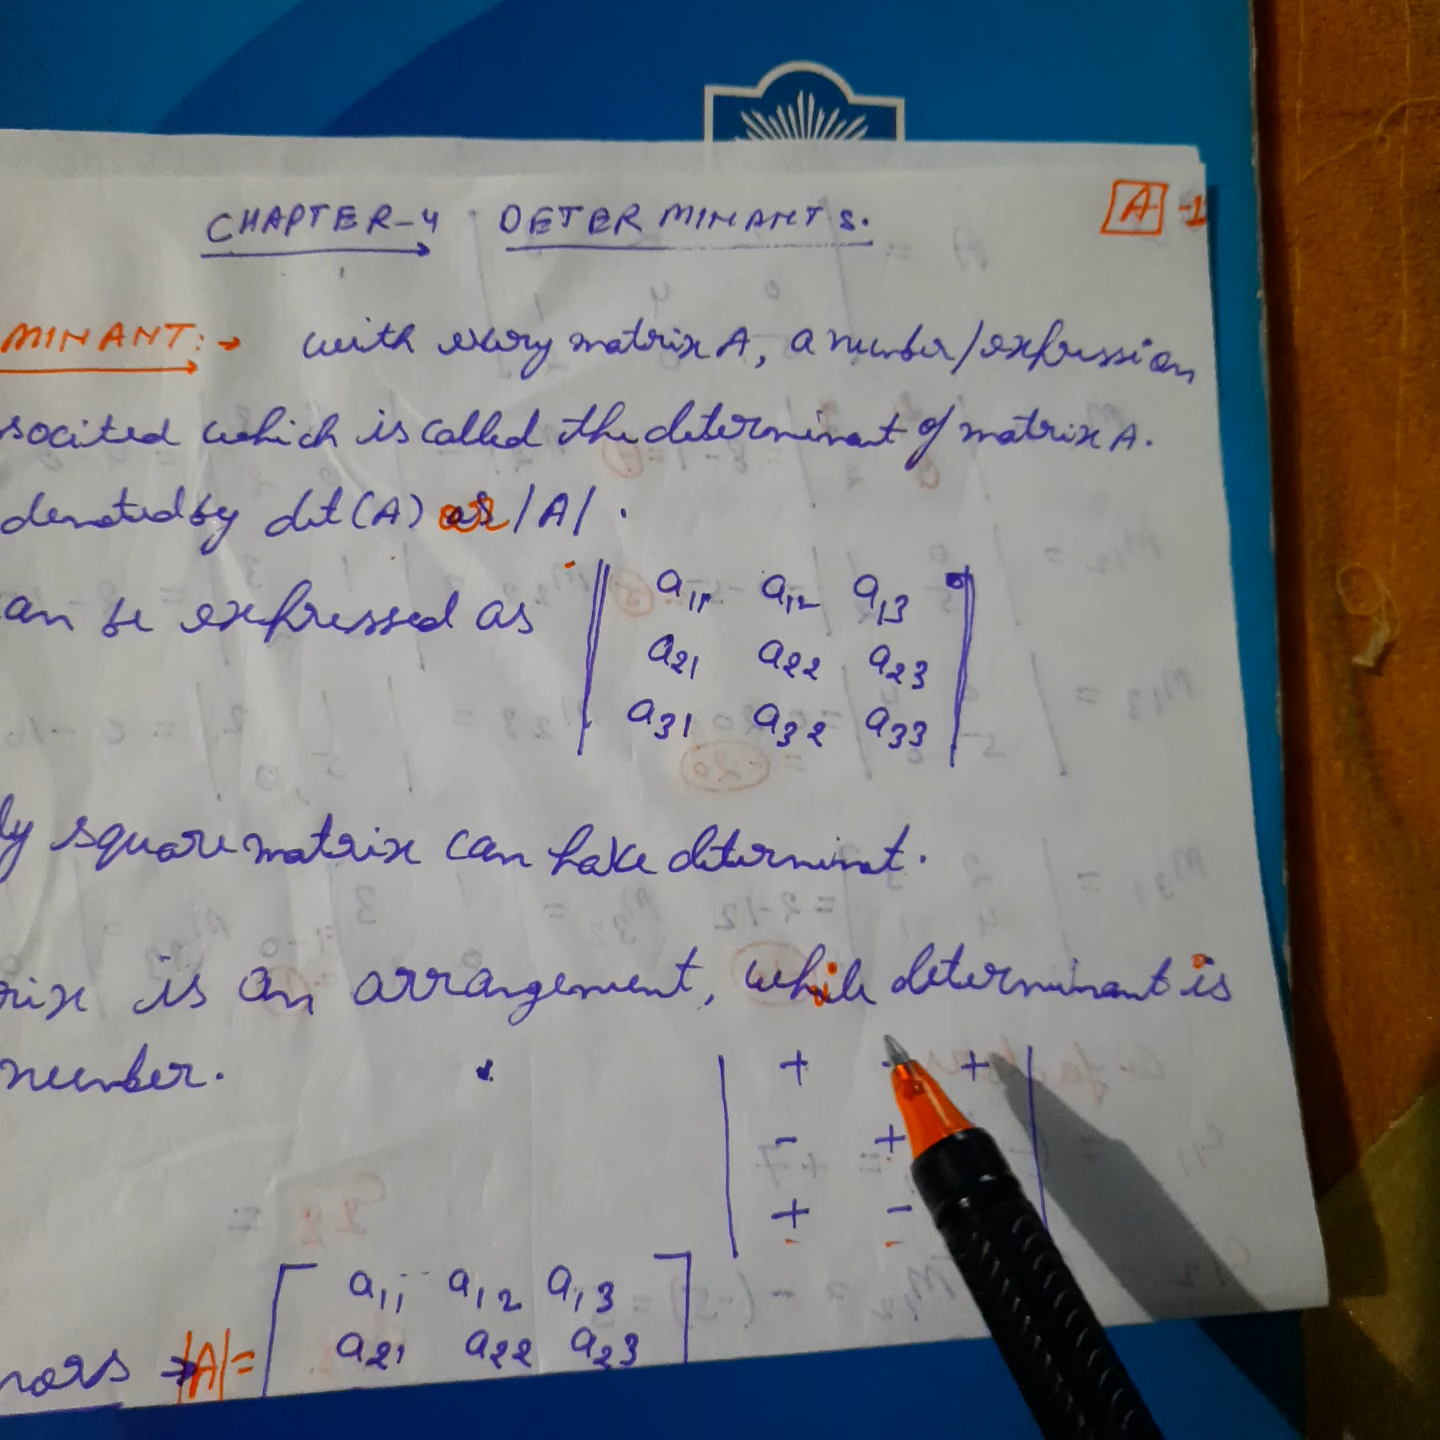 CHAPTER-4 DETERMINANTS.
A -1
MINANT:→ with every matrix A, a number/expression
socited which is called the determinant of matrix A.
denoted by det(A) or |A|.
an be expressed as
a11 a12 a13
a21 a22 a23
a31 a32 a33
ly square matrix can have determinat.
rix is an arrangement, while determinant is
number.
+ - +
- +
+ -
nors → |A| =
a11 a12 a13
a21 a22 a23